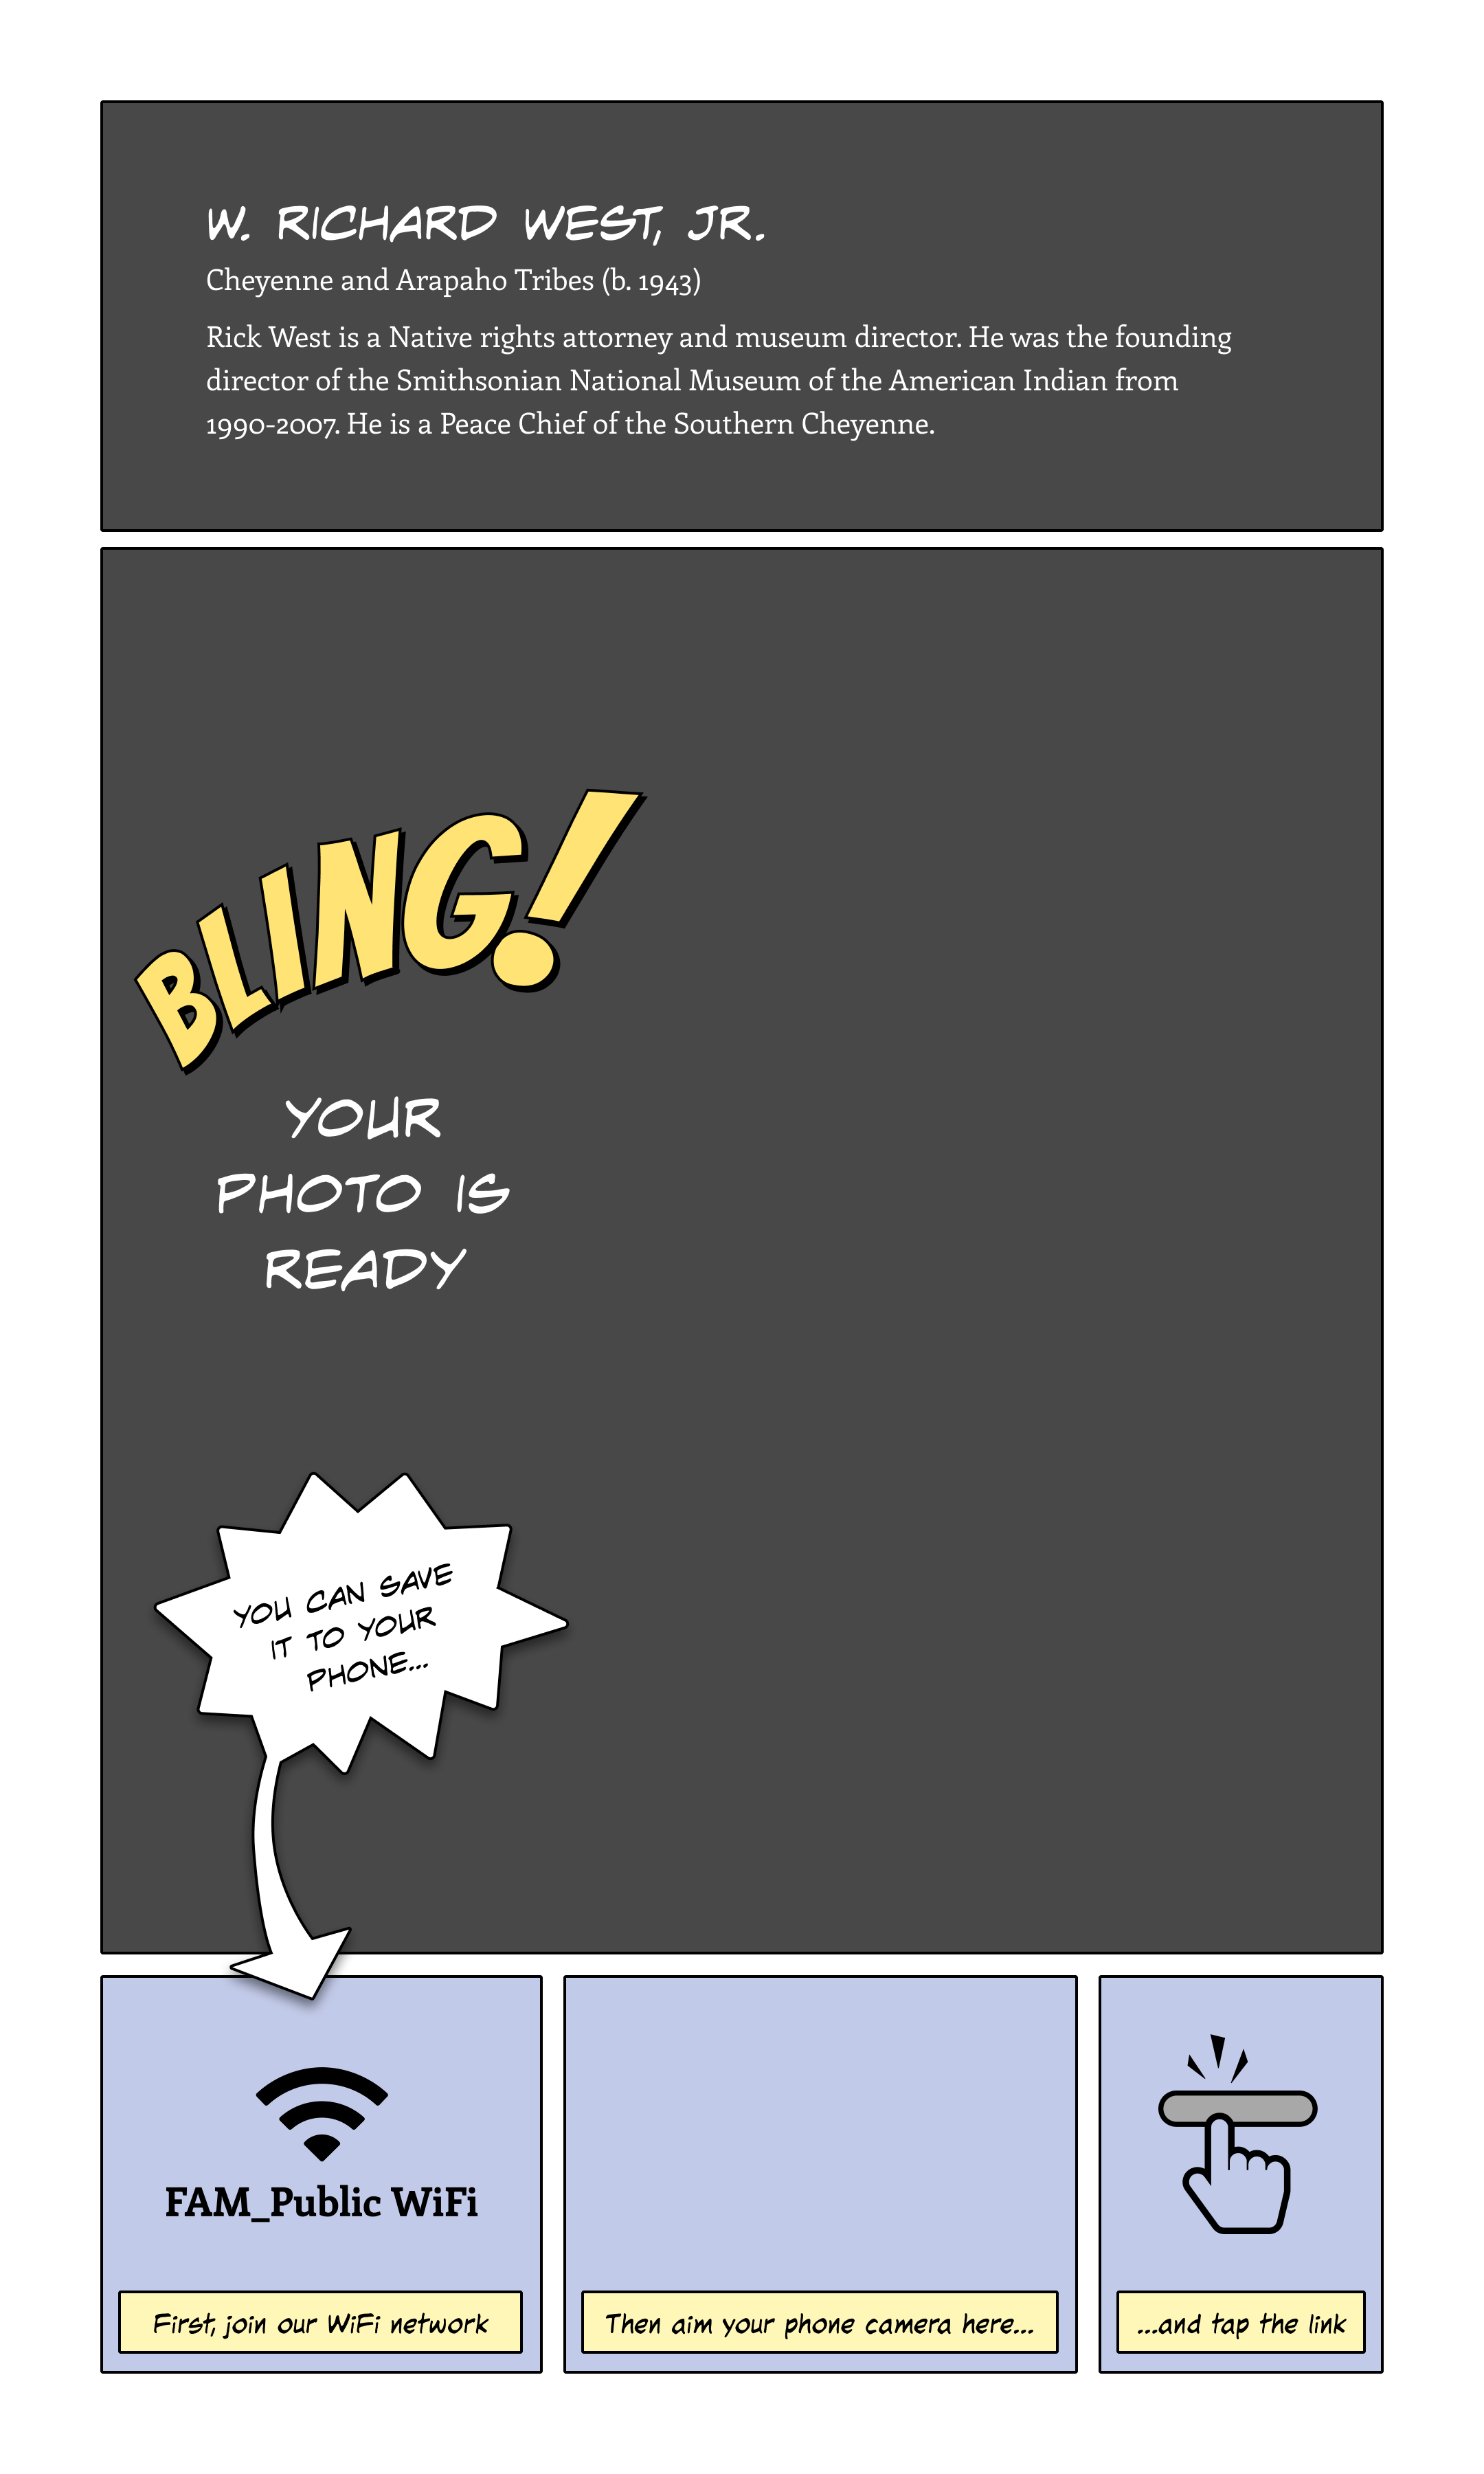 W. RICHARD WEST, JR.
Cheyenne and Arapaho Tribes (b. 1943)
Rick West is a Native rights attorney and museum director. He was the founding
director of the Smithsonian National Museum of the American Indian from
1990-2007. He is a Peace Chief of the Southern Cheyenne.
BLING!
YOUR
PHOTO IS
READY
YOU CAN SAVE
IT TO YOUR
PHONE...
FAM_Public WiFi
First, join our WiFi network
Then aim your phone camera here...
...and tap the link